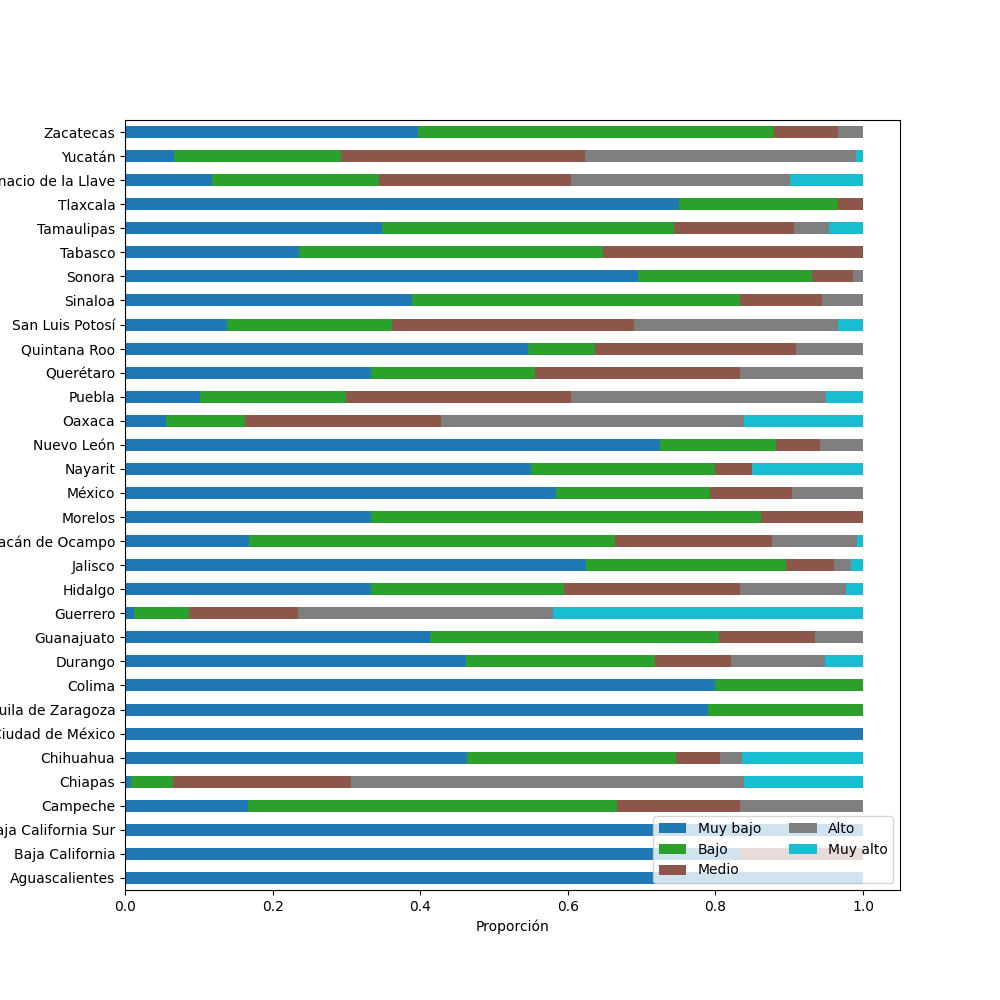 Zacatecas
Yucatán
nacio de la Llave
Tlaxcala
Tamaulipas
Tabasco
Sonora
Sinaloa
San Luis Potosí
Quintana Roo
Querétaro
Puebla
Oaxaca
Nuevo León
Nayarit
México
Morelos
acán de Ocampo
Jalisco
Hidalgo
Guerrero
Guanajuato
Durango
Colima
uila de Zaragoza
Ciudad de México
Chihuahua
Chiapas
Campeche
aja California Sur
Baja California
Aguascalientes
Muy bajo
Bajo
Medio
Alto
Muy alto
0.0 0.2 0.4 0.6 0.8 1.0
Proporción